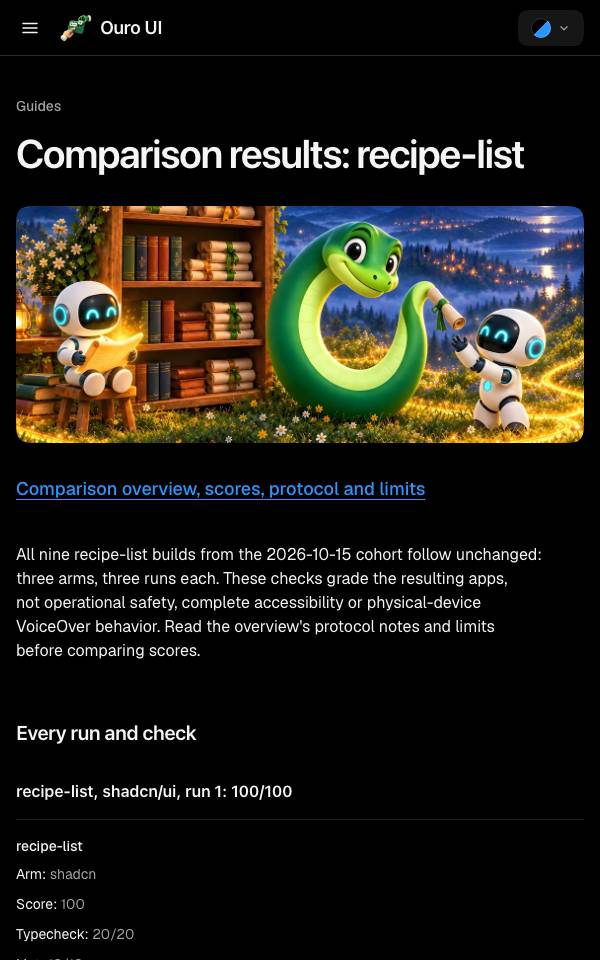 Ouro UI
Guides
Comparison results: recipe-list
Comparison overview, scores, protocol and limits
All nine recipe-list builds from the 2026-10-15 cohort follow unchanged:
three arms, three runs each. These checks grade the resulting apps,
not operational safety, complete accessibility or physical-device
VoiceOver behavior. Read the overview's protocol notes and limits
before comparing scores.
Every run and check
recipe-list, shadcn/ui, run 1: 100/100
recipe-list
Arm: shadcn
Score: 100
Typecheck: 20/20